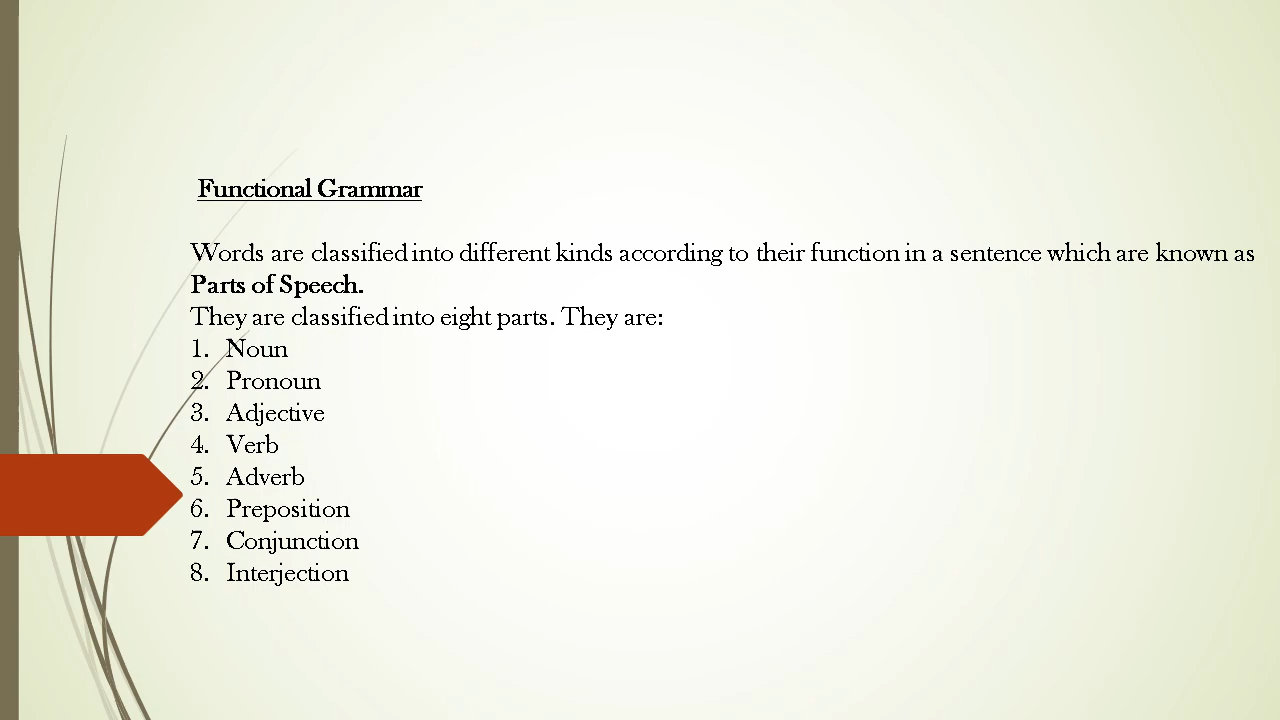 Functional Grammar
Words are classified into different kinds according to their function in a sentence which are known as
Parts of Speech.
They are classified into eight parts. They are:
1. Noun
2. Pronoun
3. Adjective
4. Verb
5. Adverb
6. Preposition
7. Conjunction
8. Interjection